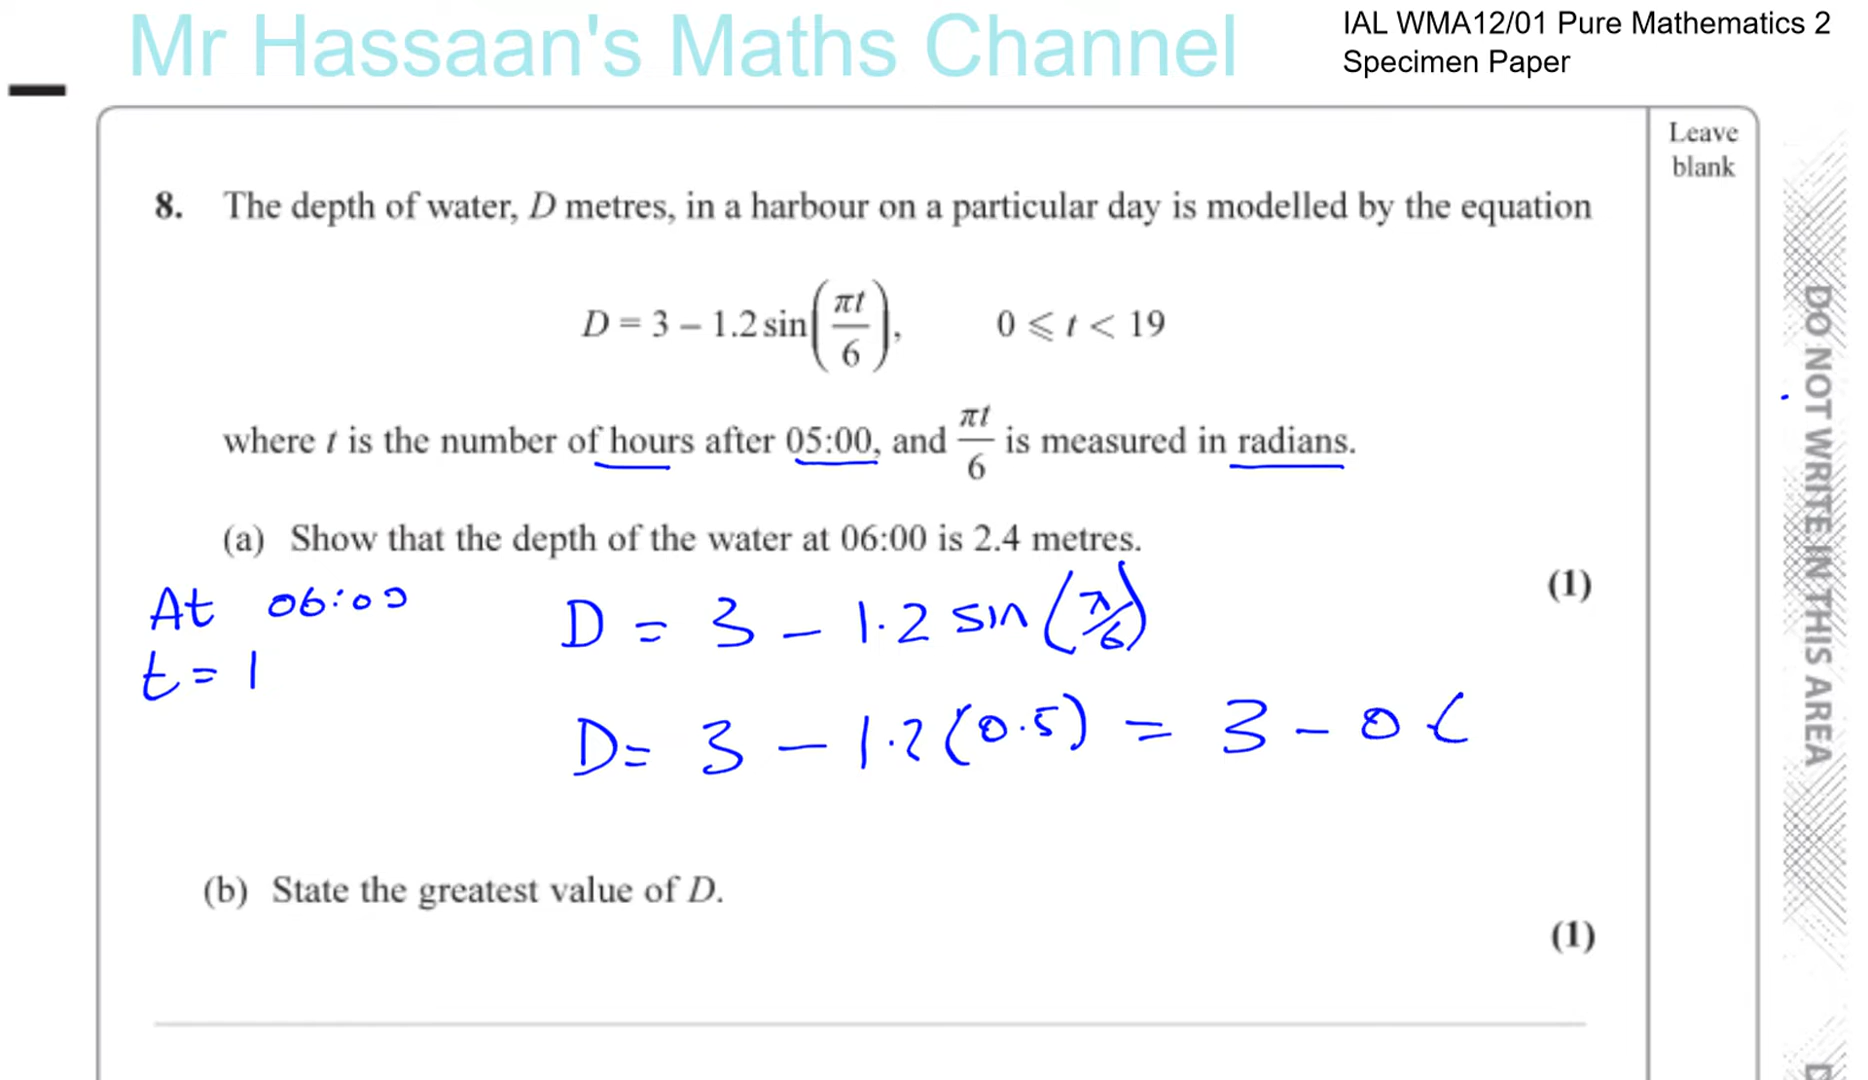 Mr Hassaan's Maths Channel
IAL WMA12/01 Pure Mathematics 2
Specimen Paper
Leave
blank
8. The depth of water, D metres, in a harbour on a particular day is modelled by the equation
D = 3 – 1.2 sin(πt/6), 0 ⩽ t < 19
where t is the number of hours after 05:00, and πt/6 is measured in radians.
(a) Show that the depth of the water at 06:00 is 2.4 metres.
(1)
At 06:00
t = 1
D = 3 – 1.2 sin(π/6)
D = 3 – 1.2(0.5) = 3 – 0
(b) State the greatest value of D.
(1)
DO NOT WRITE IN THIS AREA